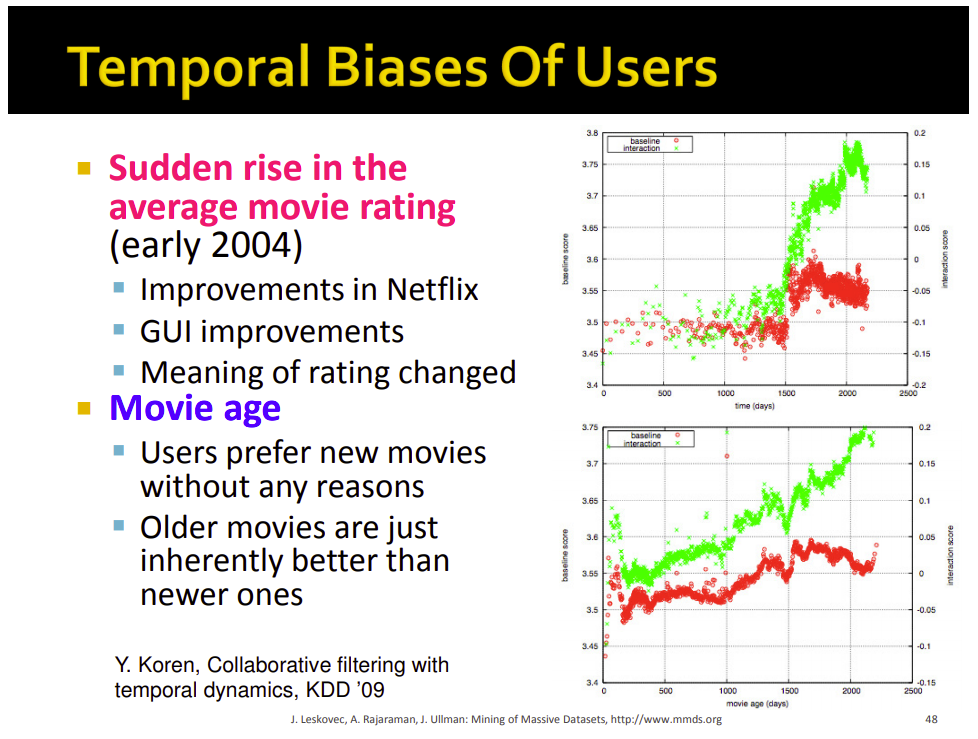 Temporal Biases Of Users
Sudden rise in the
average movie rating
(early 2004)
Improvements in Netflix
GUI improvements
Meaning of rating changed
Movie age
Users prefer new movies
without any reasons
Older movies are just
inherently better than
newer ones
Y. Koren, Collaborative filtering with
temporal dynamics, KDD '09
baseline
interaction
3.8
3.75
3.7
3.65
3.6
3.55
3.5
3.45
3.4
baseline score
0.2
0.15
0.1
0.05
0
-0.05
-0.1
-0.15
-0.2
interaction score
0 500 1000 1500 2000 2500
time (days)
baseline
interaction
3.75
3.7
3.65
3.6
3.55
3.5
3.45
3.4
baseline score
0.2
0.15
0.1
0.05
0
-0.05
-0.1
-0.15
interaction score
0 500 1000 1500 2000 2500
movie age (days)
J. Leskovec, A. Rajaraman, J. Ullman: Mining of Massive Datasets, http://www.mmds.org
48